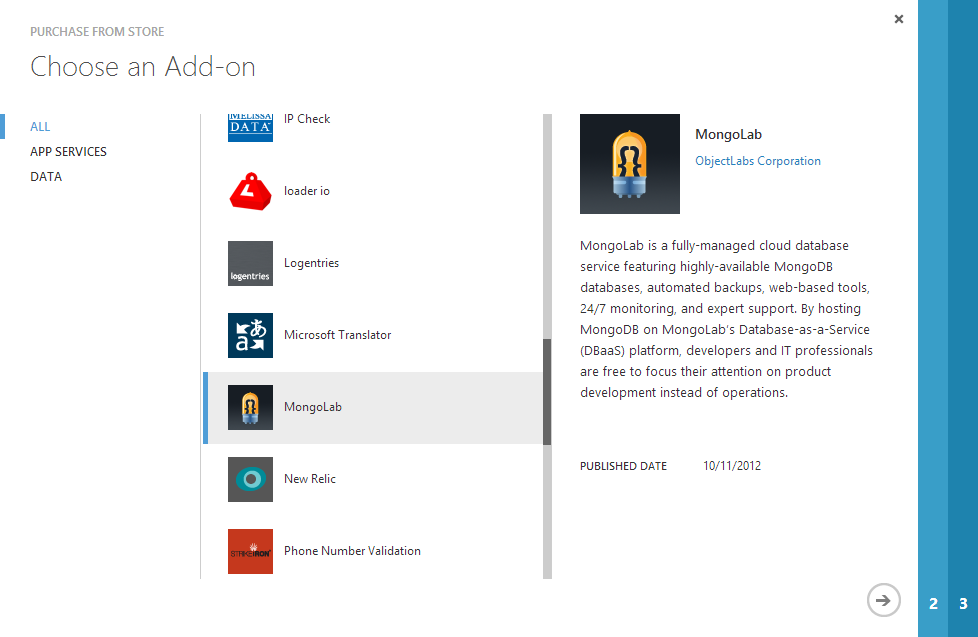 PURCHASE FROM STORE
Choose an Add-on
ALL
APP SERVICES
DATA
MELISSA
DATA
IP Check
loader io
logentries
Logentries
あ
a
Microsoft Translator
MongoLab
New Relic
STRIKEIRON
Phone Number Validation
MongoLab
ObjectLabs Corporation
MongoLab is a fully-managed cloud database
service featuring highly-available MongoDB
databases, automated backups, web-based tools,
24/7 monitoring, and expert support. By hosting
MongoDB on MongoLab's Database-as-a-Service
(DBaaS) platform, developers and IT professionals
are free to focus their attention on product
development instead of operations.
PUBLISHED DATE 10/11/2012
2 3